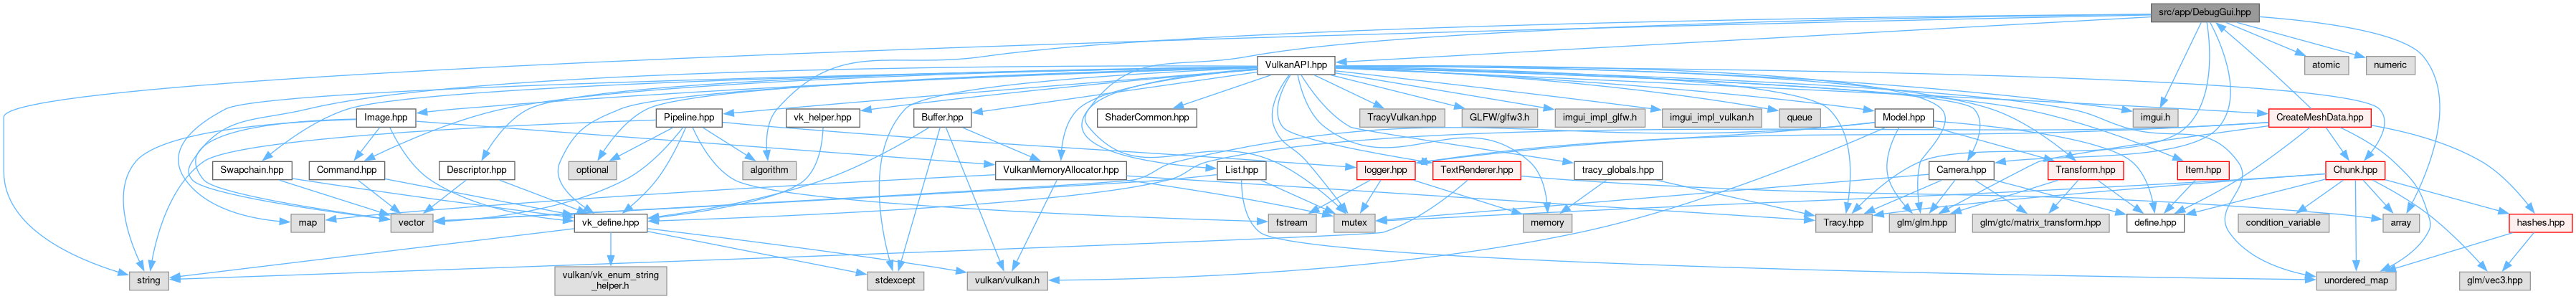 src/app/DebugGui.hpp
VulkanAPI.hpp
atomic
numeric
Image.hpp
Pipeline.hpp
vk_helper.hpp
Buffer.hpp
ShaderCommon.hpp
TracyVulkan.hpp
GLFW/glfw3.h
imgui_impl_glfw.h
imgui_impl_vulkan.h
queue
Model.hpp
imgui.h
CreateMeshData.hpp
Swapchain.hpp
Command.hpp
Descriptor.hpp
optional
algorithm
VulkanMemoryAllocator.hpp
List.hpp
logger.hpp
TextRenderer.hpp
tracy_globals.hpp
Camera.hpp
Transform.hpp
Item.hpp
Chunk.hpp
map
vector
vk_define.hpp
fstream
mutex
memory
Tracy.hpp
glm/glm.hpp
glm/gtc/matrix_transform.hpp
define.hpp
condition_variable
array
hashes.hpp
string
vulkan/vk_enum_string
_helper.h
stdexcept
vulkan/vulkan.h
unordered_map
glm/vec3.hpp